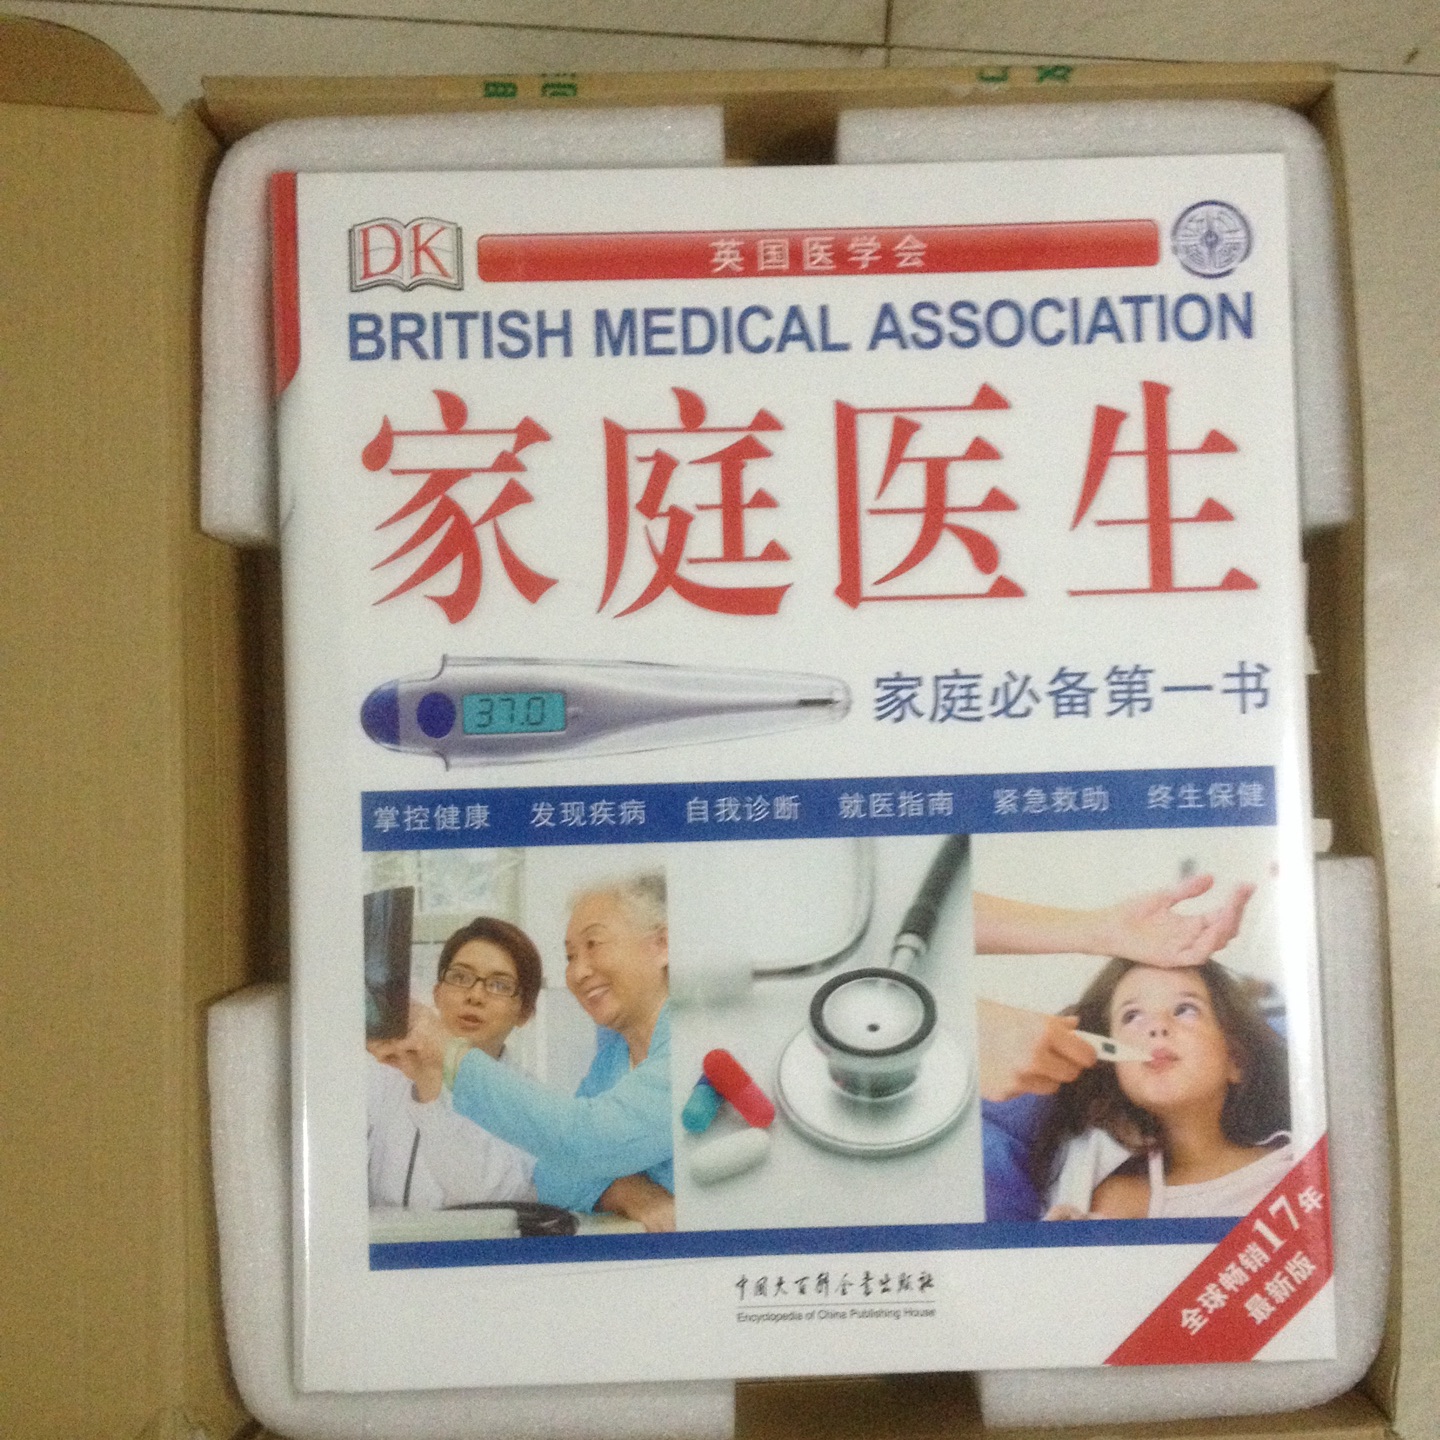 DK
英国医学会
BRITISH MEDICAL ASSOCIATION
家庭医生
37.0
家庭必备第一书
掌控健康 发现疾病 自我诊断 就医指南 紧急救助 终生保健
全球畅销17年
最新版
中国大百科全书出版社
Encyclopedia of China Publishing House